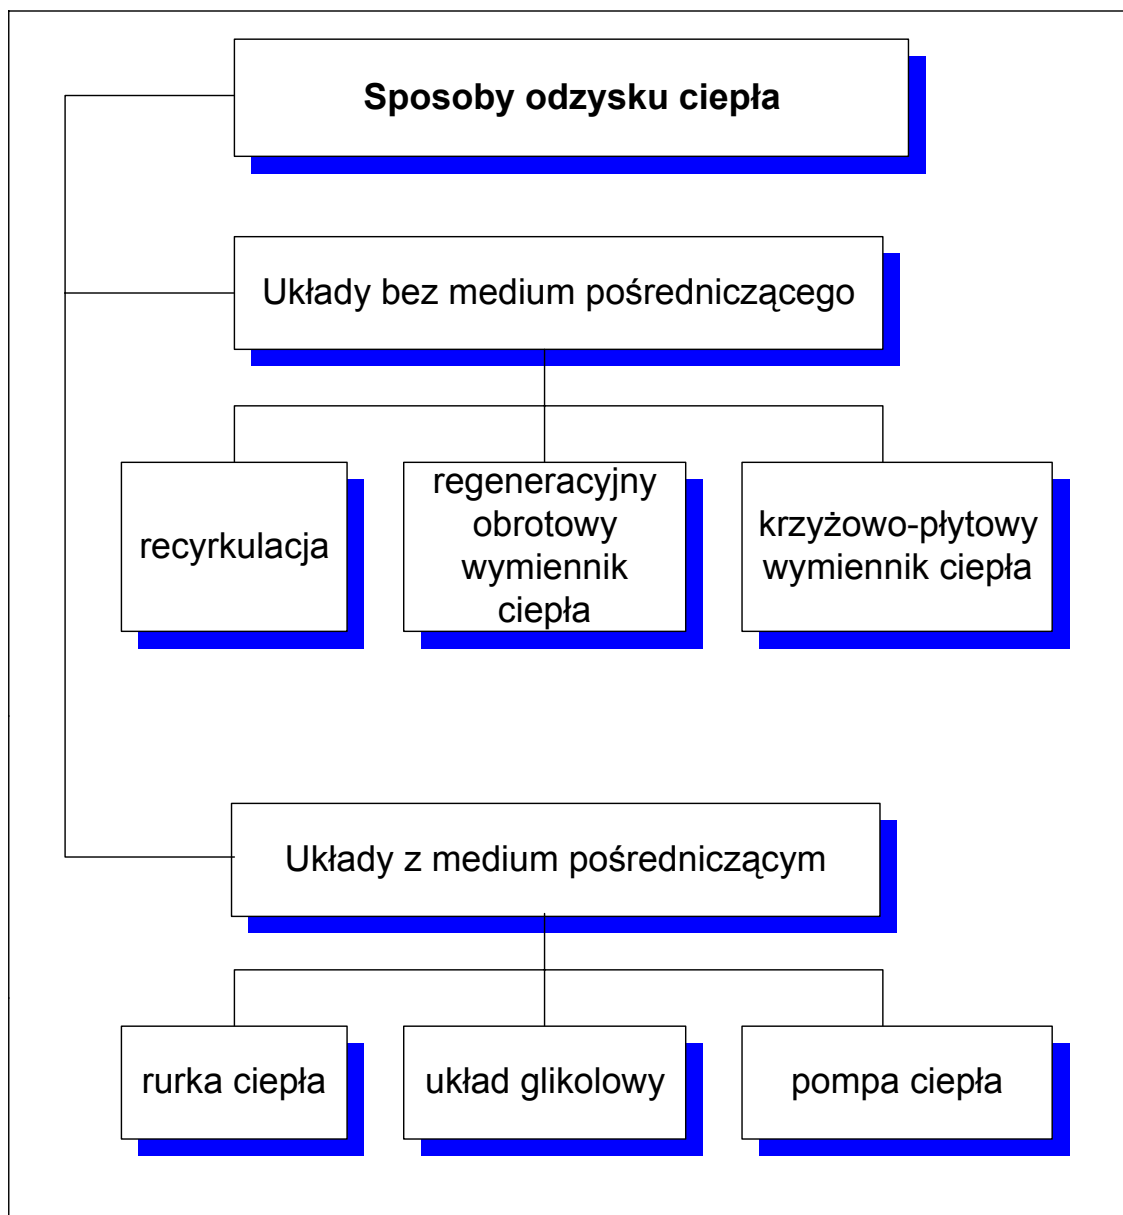 Sposoby odzysku ciepła
Układy bez medium pośredniczącego
recyrkulacja
regeneracyjny
obrotowy
wymiennik
ciepła
krzyżowo-płytowy
wymiennik ciepła
Układy z medium pośredniczącym
rurka ciepła
układ glikolowy
pompa ciepła